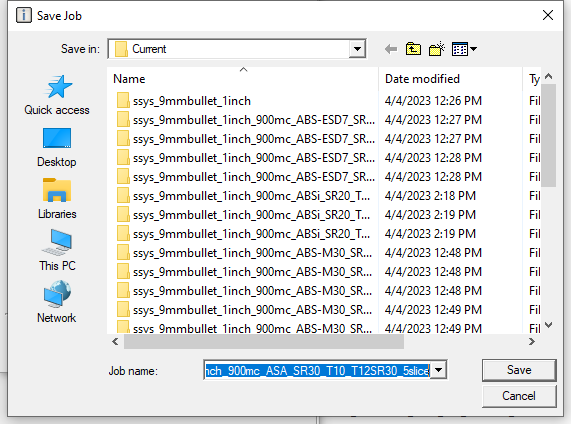 Save Job
Save in: Current
Name Date modified Ty
ssys_9mmbullet_1inch 4/4/2023 12:26 PM Fil
ssys_9mmbullet_1inch_900mc_ABS-ESD7_SR... 4/4/2023 12:27 PM Fil
ssys_9mmbullet_1inch_900mc_ABS-ESD7_SR... 4/4/2023 12:27 PM Fil
ssys_9mmbullet_1inch_900mc_ABS-ESD7_SR... 4/4/2023 12:28 PM Fil
ssys_9mmbullet_1inch_900mc_ABS-ESD7_SR... 4/4/2023 12:28 PM Fil
ssys_9mmbullet_1inch_900mc_ABSi_SR20_T... 4/4/2023 2:18 PM Fil
ssys_9mmbullet_1inch_900mc_ABSi_SR20_T... 4/4/2023 2:19 PM Fil
ssys_9mmbullet_1inch_900mc_ABSi_SR20_T... 4/4/2023 2:19 PM Fil
ssys_9mmbullet_1inch_900mc_ABS-M30_SR... 4/4/2023 12:48 PM Fil
ssys_9mmbullet_1inch_900mc_ABS-M30_SR... 4/4/2023 12:48 PM Fil
ssys_9mmbullet_1inch_900mc_ABS-M30_SR... 4/4/2023 12:48 PM Fil
ssys_9mmbullet_1inch_900mc_ABS-M30_SR... 4/4/2023 12:49 PM Fil
ssys_9mmbullet_1inch_900mc_ABS-M30_SR... 4/4/2023 12:49 PM Fil
Quick access
Desktop
Libraries
This PC
Network
Job name: nch_900mc_ASA_SR30_T10_T12SR30_5slice Save
Cancel